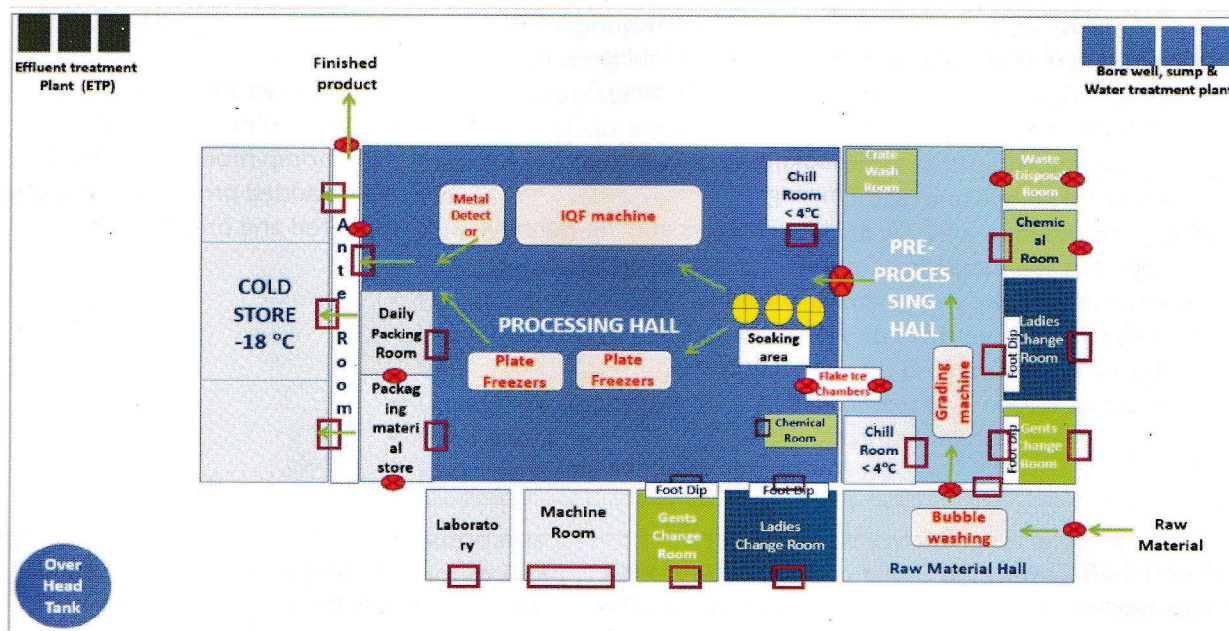 Effluent treatment
Plant (ETP)
Finished
product
Bore well, sump &
Water treatment plant
Crate
Wash
Room
Waste
Disposal
Room
Chill
Room
< 4°C
Metal
Detect
or
IQF machine
Chemic
al
Room
PRE-
PROCES
SING
HALL
A
n
t
e
R
o
o
m
COLD
STORE
-18 °C
Daily
Packing
Room
PROCESSING HALL
Soaking
area
Ladies
Change
Room
Foot Dip
Plate
Freezers
Plate
Freezers
Flake Ice
Chambers
Grading
machine
Packag
ing
materi
al
store
Chemical
Room
Chill
Room
< 4°C
Foot Dip
Gents
Change
Room
Foot Dip
Foot Dip
Laborato
ry
Machine
Room
Gents
Change
Room
Ladies
Change Room
Bubble
washing
Raw
Material
Raw Material Hall
Over
Head
Tank